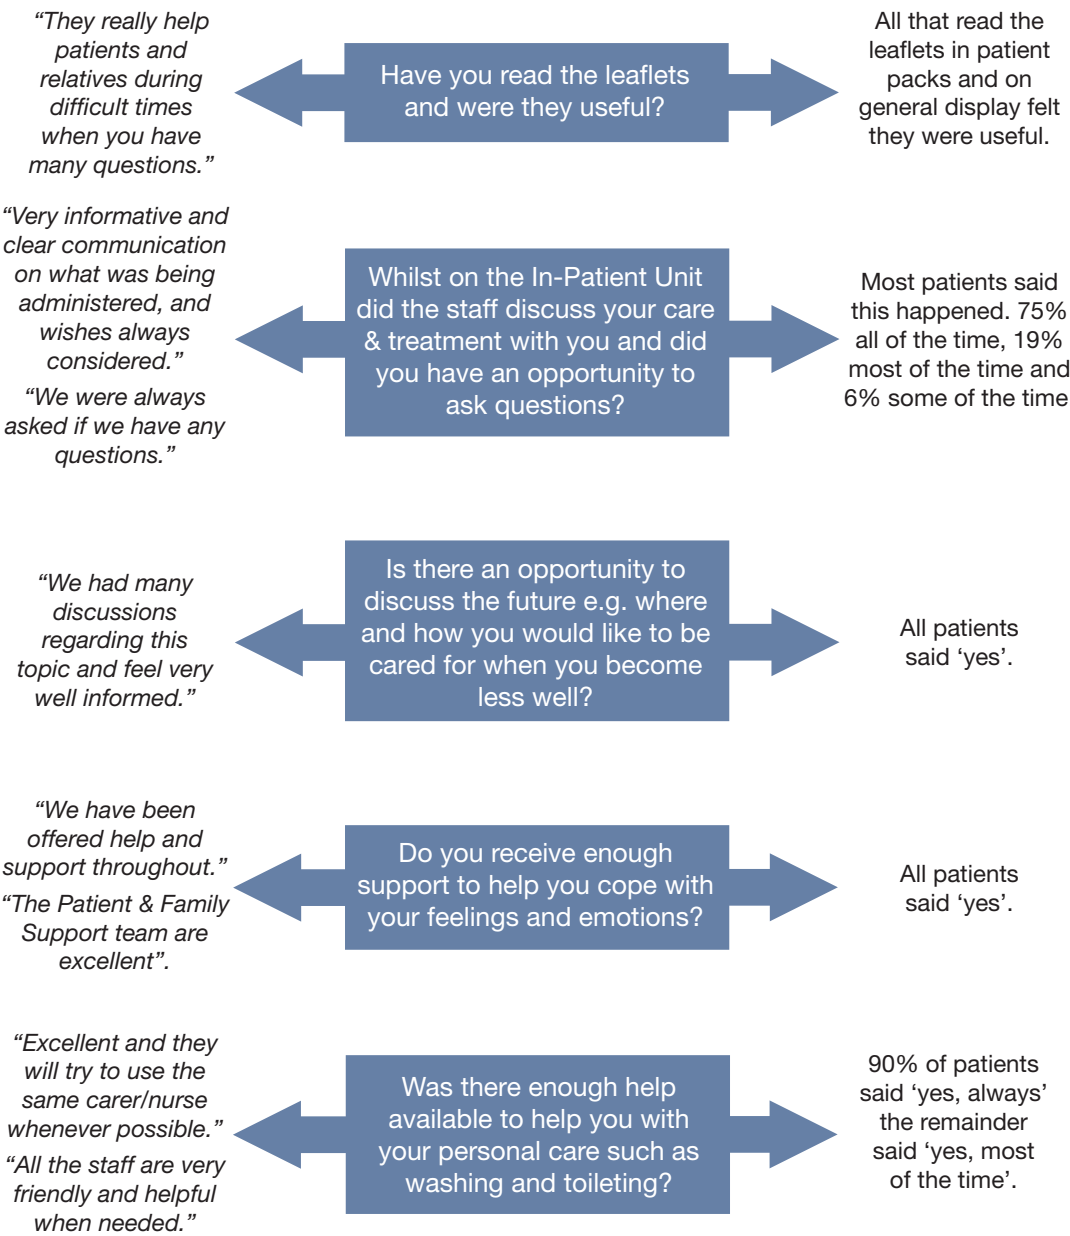 “They really help
patients and
relatives during
difficult times
when you have
many questions.”
Have you read the leaflets
and were they useful?
All that read the
leaflets in patient
packs and on
general display felt
they were useful.
“Very informative and
clear communication
on what was being
administered, and
wishes always
considered.”
“We were always
asked if we have any
questions.”
Whilst on the In-Patient Unit
did the staff discuss your care
& treatment with you and did
you have an opportunity to
ask questions?
Most patients said
this happened. 75%
all of the time, 19%
most of the time and
6% some of the time
“We had many
discussions
regarding this
topic and feel very
well informed.”
Is there an opportunity to
discuss the future e.g. where
and how you would like to be
cared for when you become
less well?
All patients
said ‘yes’.
“We have been
offered help and
support throughout.”
“The Patient & Family
Support team are
excellent”.
Do you receive enough
support to help you cope with
your feelings and emotions?
All patients
said ‘yes’.
“Excellent and they
will try to use the
same carer/nurse
whenever possible.”
“All the staff are very
friendly and helpful
when needed.”
Was there enough help
available to help you with
your personal care such as
washing and toileting?
90% of patients
said ‘yes, always’
the remainder
said ‘yes, most
of the time’.